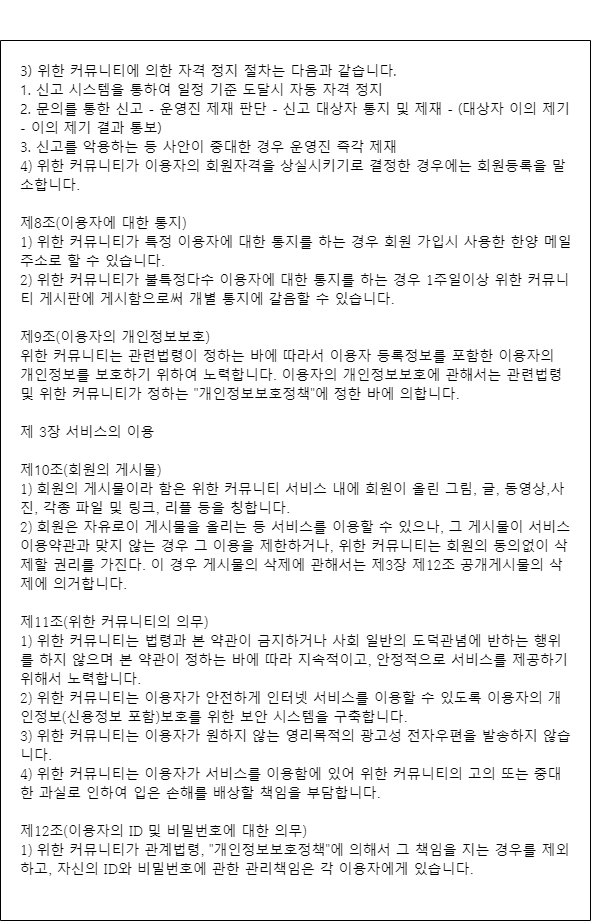 3) 위한 커뮤니티에 의한 자격 정지 절차는 다음과 같습니다.
1. 신고 시스템을 통하여 일정 기준 도달시 자동 자격 정지
2. 문의를 통한 신고 - 운영진 제재 판단 - 신고 대상자 통지 및 제재 - (대상자 이의 제기
- 이의 제기 결과 통보)
3. 신고를 악용하는 등 사안이 중대한 경우 운영진 즉각 제재
4) 위한 커뮤니티가 이용자의 회원자격을 상실시키기로 결정한 경우에는 회원등록을 말
소합니다.
제8조(이용자에 대한 통지)
1) 위한 커뮤니티가 특정 이용자에 대한 통지를 하는 경우 회원 가입시 사용한 한양 메일
주소로 할 수 있습니다.
2) 위한 커뮤니티가 불특정다수 이용자에 대한 통지를 하는 경우 1주일이상 위한 커뮤니
티 게시판에 게시함으로써 개별 통지에 갈음할 수 있습니다.
제9조(이용자의 개인정보보호)
위한 커뮤니티는 관련법령이 정하는 바에 따라서 이용자 등록정보를 포함한 이용자의
개인정보를 보호하기 위하여 노력합니다. 이용자의 개인정보보호에 관해서는 관련법령
및 위한 커뮤니티가 정하는 "개인정보보호정책"에 정한 바에 의합니다.
제 3장 서비스의 이용
제10조(회원의 게시물)
1) 회원의 게시물이라 함은 위한 커뮤니티 서비스 내에 회원이 올린 그림, 글, 동영상,사
진, 각종 파일 및 링크, 리플 등을 칭합니다.
2) 회원은 자유로이 게시물을 올리는 등 서비스를 이용할 수 있으나, 그 게시물이 서비스
이용약관과 맞지 않는 경우 그 이용을 제한하거나, 위한 커뮤니티는 회원의 동의없이 삭
제할 권리를 가진다. 이 경우 게시물의 삭제에 관해서는 제3장 제12조 공개게시물의 삭
제에 의거합니다.
제11조(위한 커뮤니티의 의무)
1) 위한 커뮤니티는 법령과 본 약관이 금지하거나 사회 일반의 도덕관념에 반하는 행위
를 하지 않으며 본 약관이 정하는 바에 따라 지속적이고, 안정적으로 서비스를 제공하기
위해서 노력합니다.
2) 위한 커뮤니티는 이용자가 안전하게 인터넷 서비스를 이용할 수 있도록 이용자의 개
인정보(신용정보 포함)보호를 위한 보안 시스템을 구축합니다.
3) 위한 커뮤니티는 이용자가 원하지 않는 영리목적의 광고성 전자우편을 발송하지 않습
니다.
4) 위한 커뮤니티는 이용자가 서비스를 이용함에 있어 위한 커뮤니티의 고의 또는 중대
한 과실로 인하여 입은 손해를 배상할 책임을 부담합니다.
제12조(이용자의 ID 및 비밀번호에 대한 의무)
1) 위한 커뮤니티가 관계법령, "개인정보보호정책"에 의해서 그 책임을 지는 경우를 제외
하고, 자신의 ID와 비밀번호에 관한 관리책임은 각 이용자에게 있습니다.